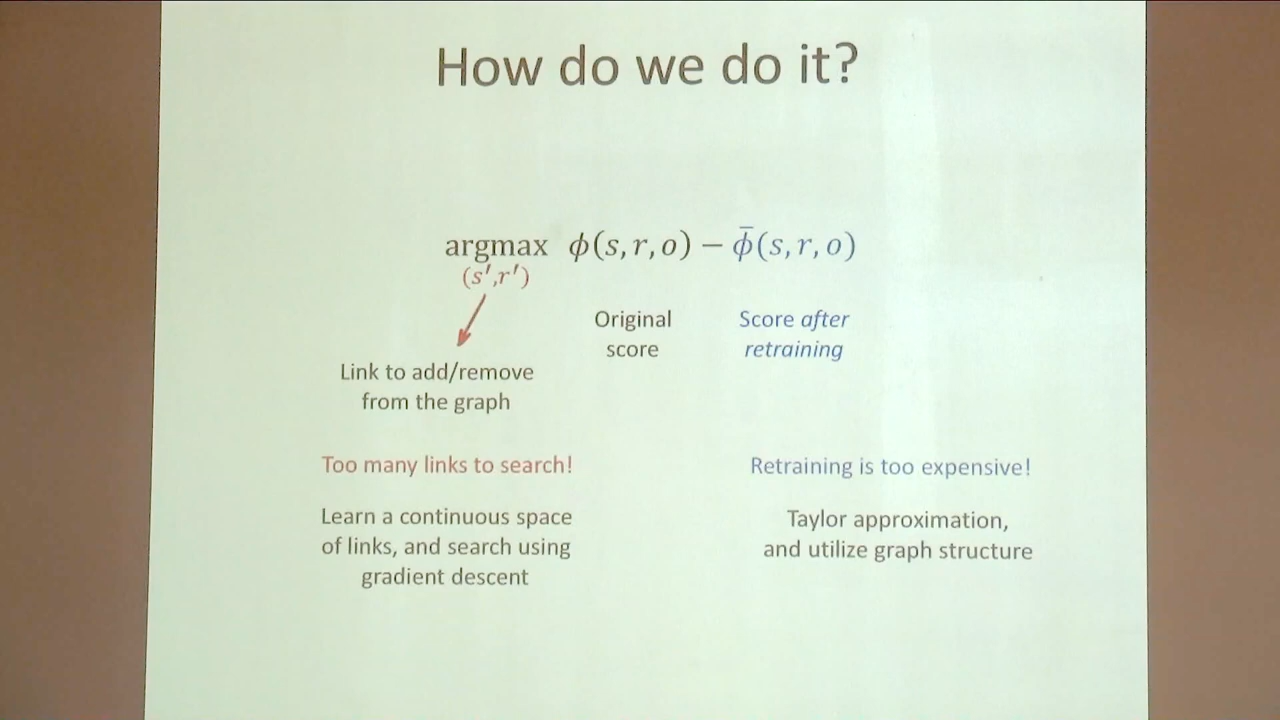 How do we do it?
argmax ϕ(s, r, o) − ϕ̄(s, r, o)
(s′,r′)
Original
score
Score after
retraining
Link to add/remove
from the graph
Too many links to search!
Retraining is too expensive!
Learn a continuous space
of links, and search using
gradient descent
Taylor approximation,
and utilize graph structure